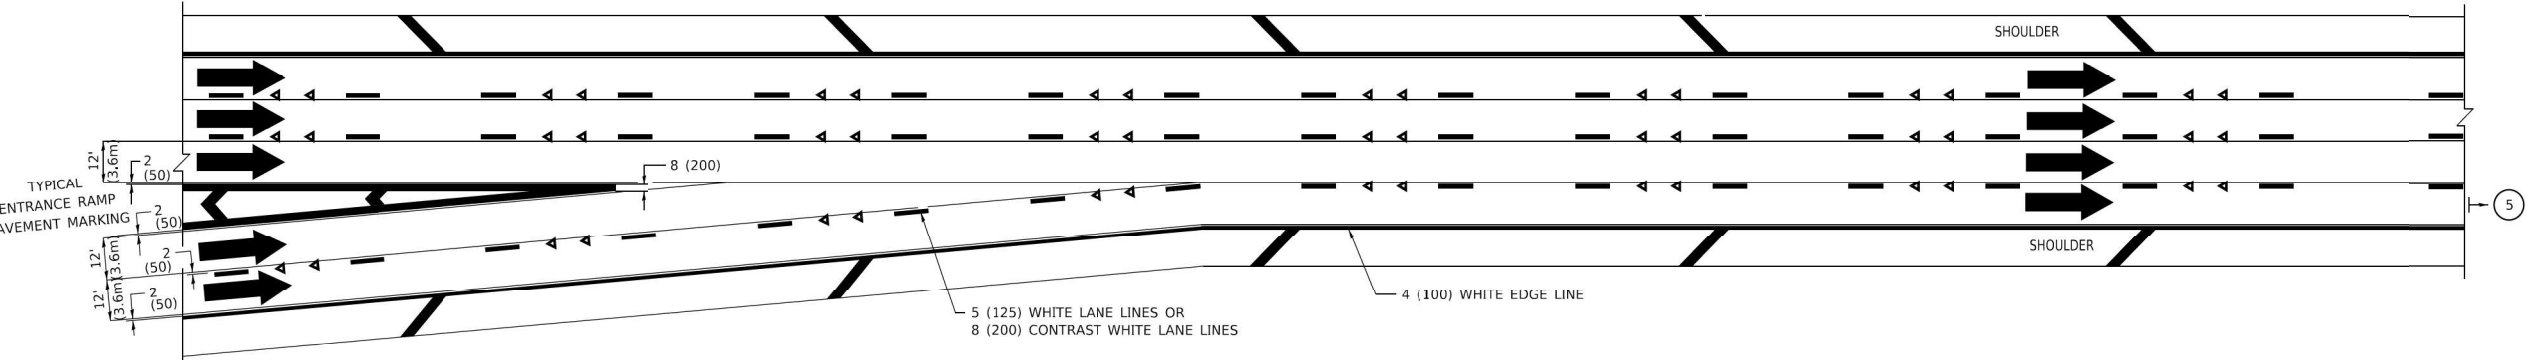 SHOULDER
8 (200)
12'
(3.6m)
2
(50)
TYPICAL
ENTRANCE RAMP
AVEMENT MARKING
2
(50)
12'
(3.6m)
2
(50)
12'
(3.6m)
2
(50)
5
SHOULDER
4 (100) WHITE EDGE LINE
5 (125) WHITE LANE LINES OR
8 (200) CONTRAST WHITE LANE LINES